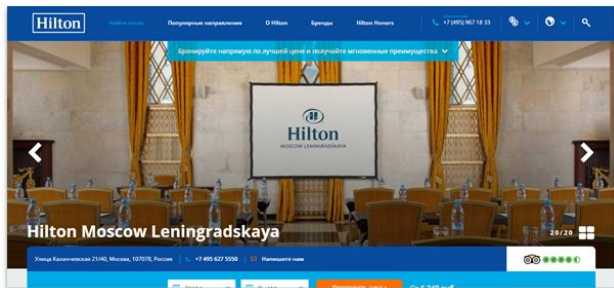 Hilton
Найти отель
Популярные направления
О Hilton
Бренды
Hilton Honors
+7 (495) 967 18 33
Бронируйте напрямую по лучшей цене и получайте мгновенные преимущества
Hilton
MOSCOW LENINGRADSKAYA
Hilton Moscow Leningradskaya
20/20
Улица Каланчевская 21/40, Москва, 107078, Россия
+7 495 627 5550
Напишите нам